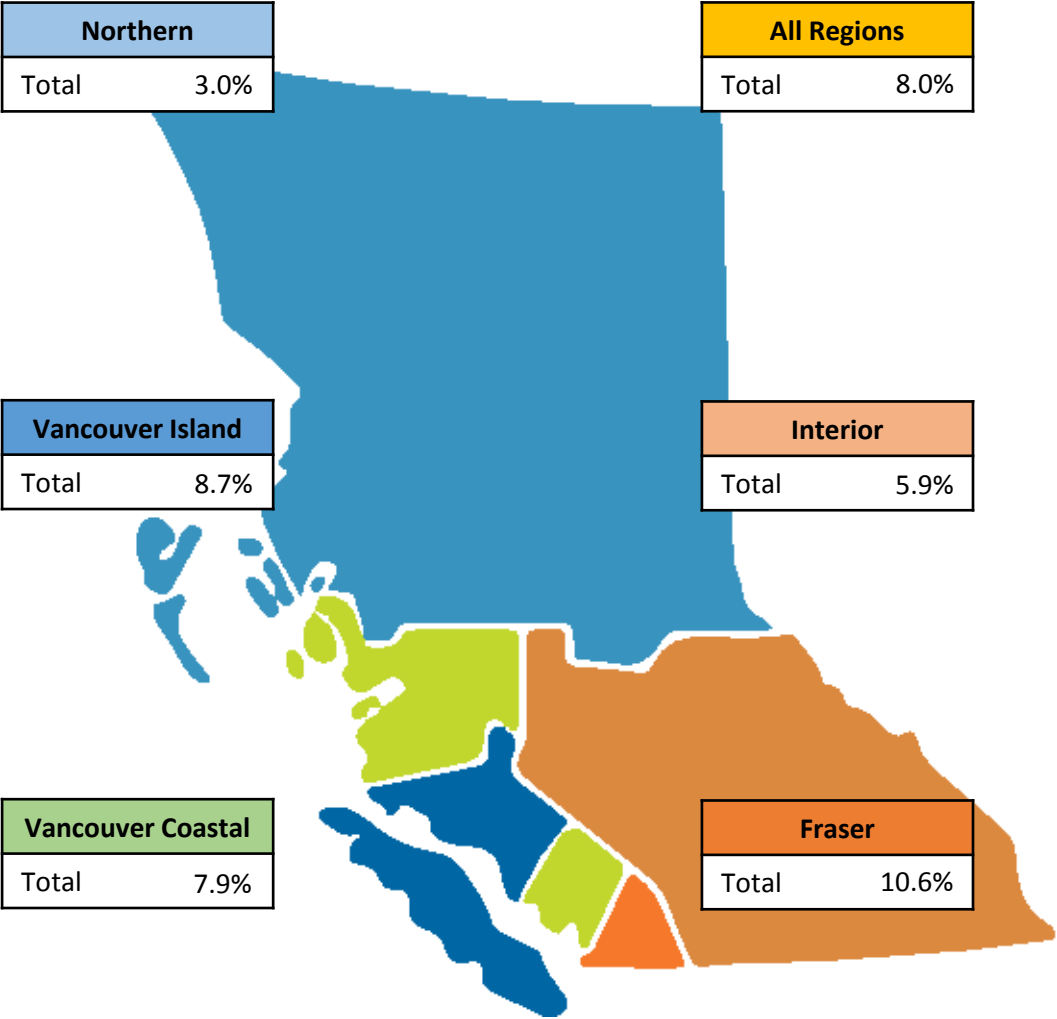 Northern
Total 3.0%
All Regions
Total 8.0%
Vancouver Island
Total 8.7%
Interior
Total 5.9%
Vancouver Coastal
Total 7.9%
Fraser
Total 10.6%